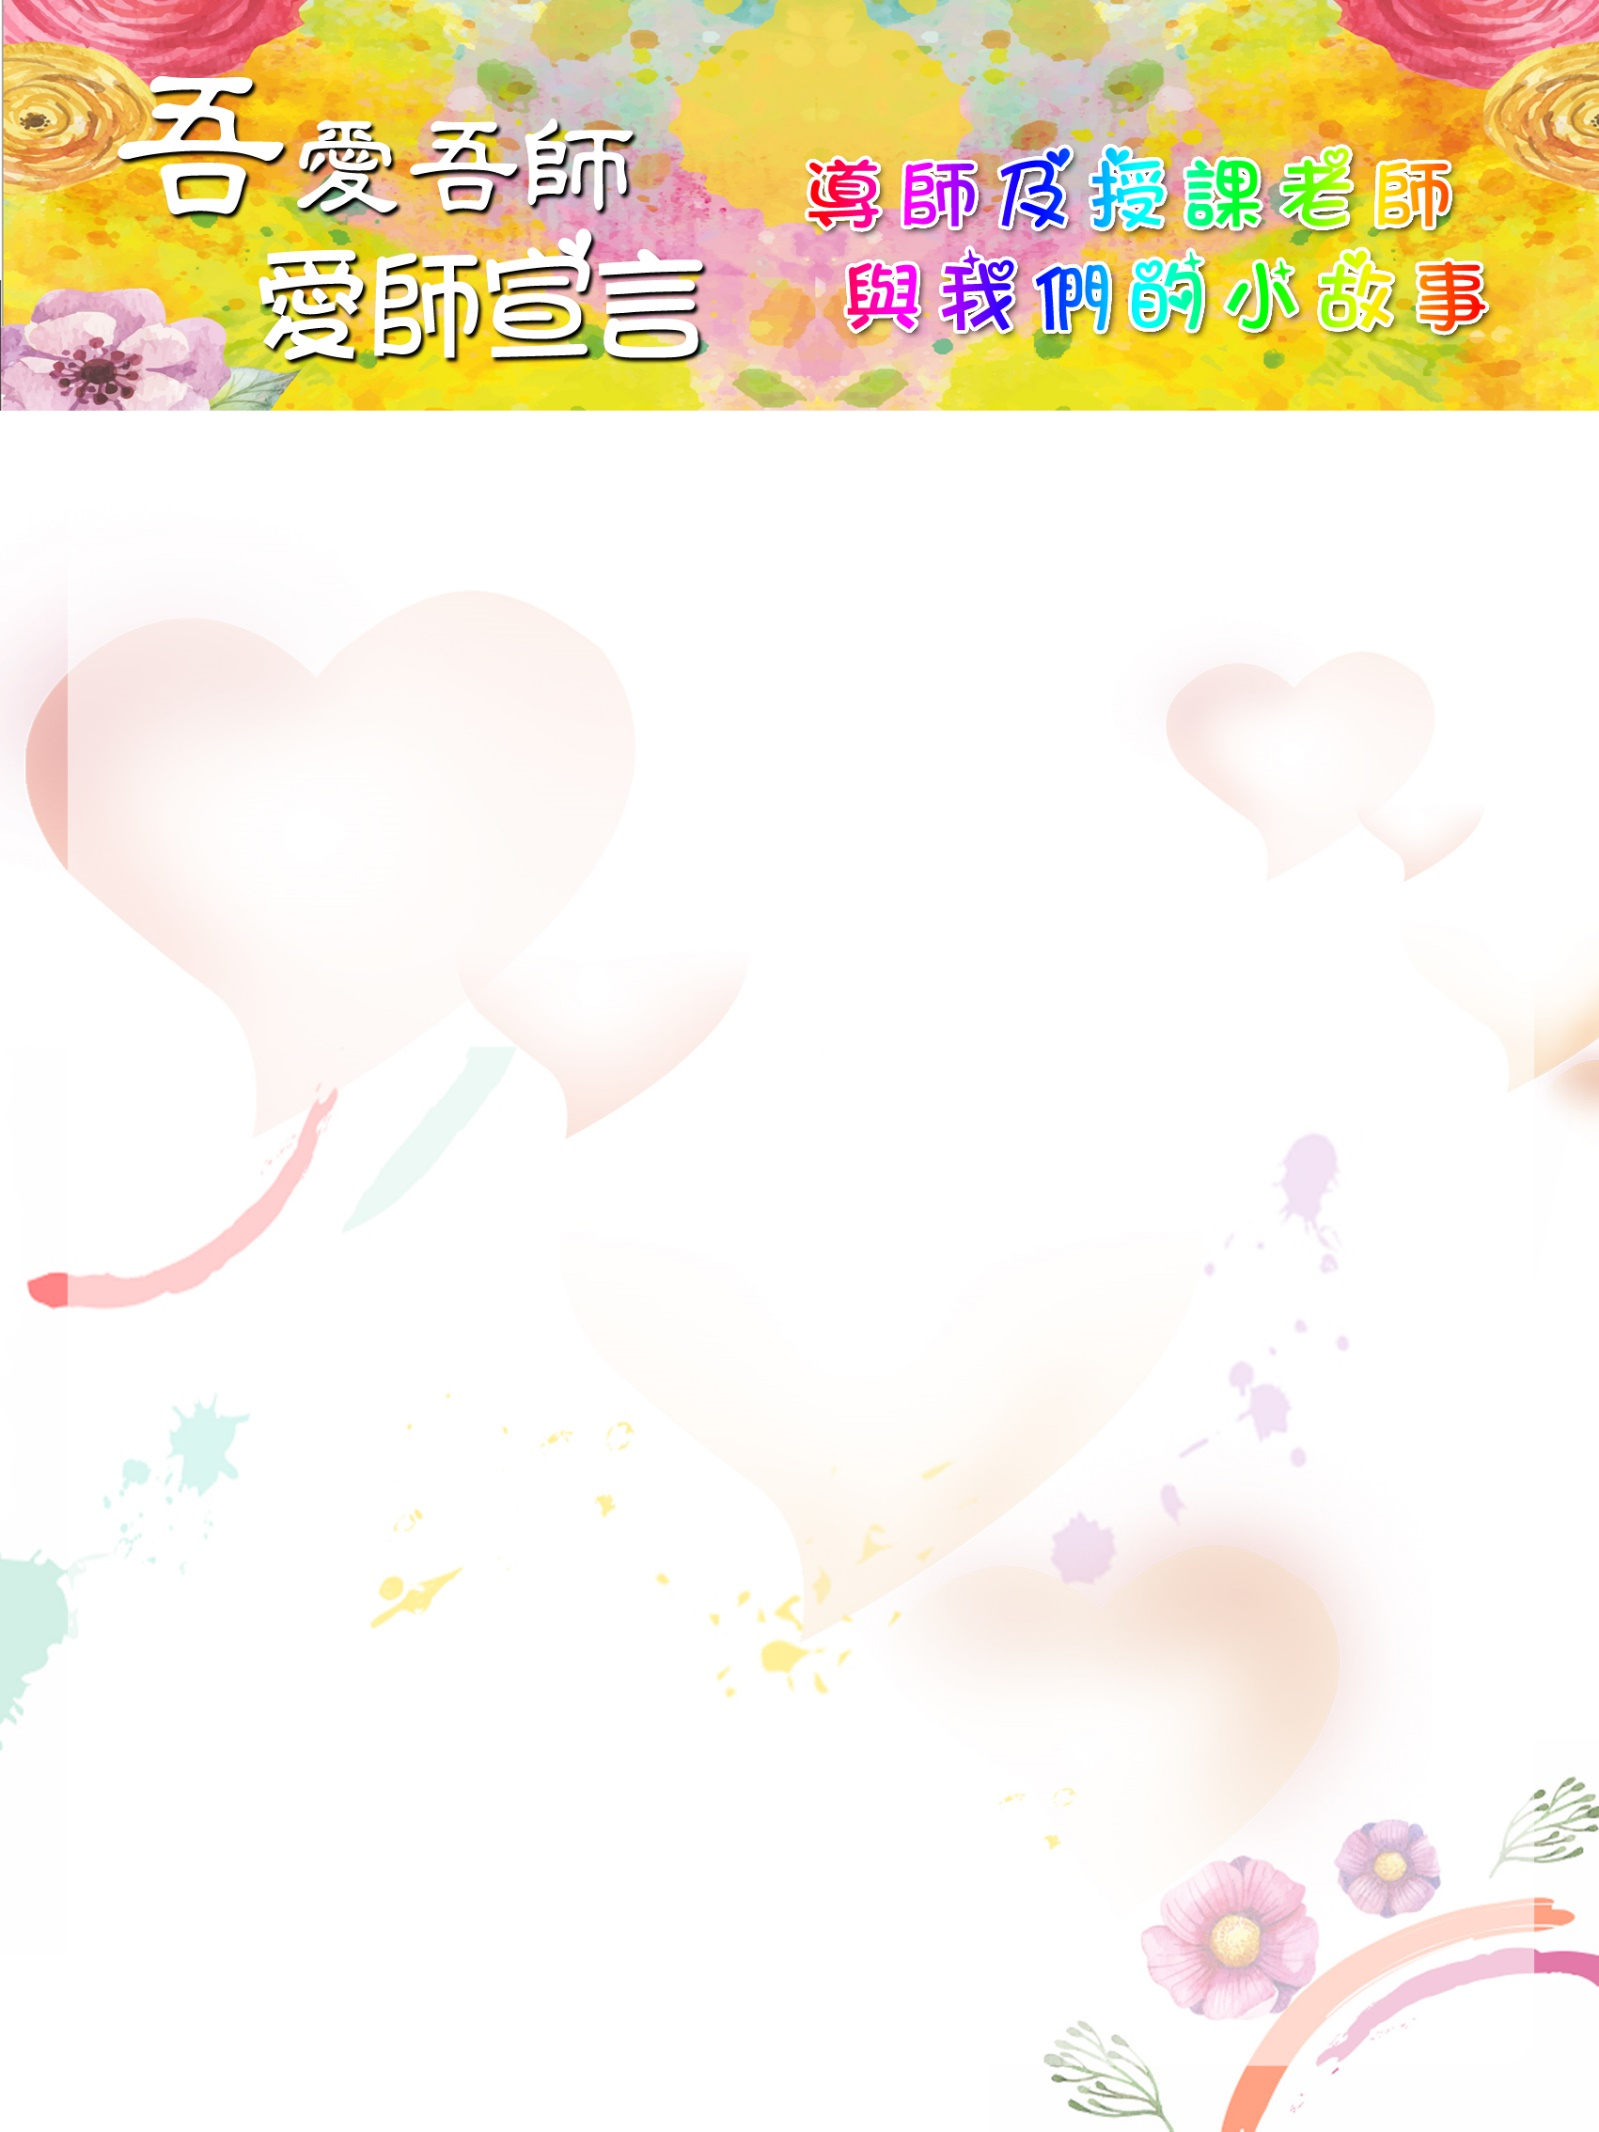 吾愛吾師
愛師宣言
導師及授課老師
與我們的小故事